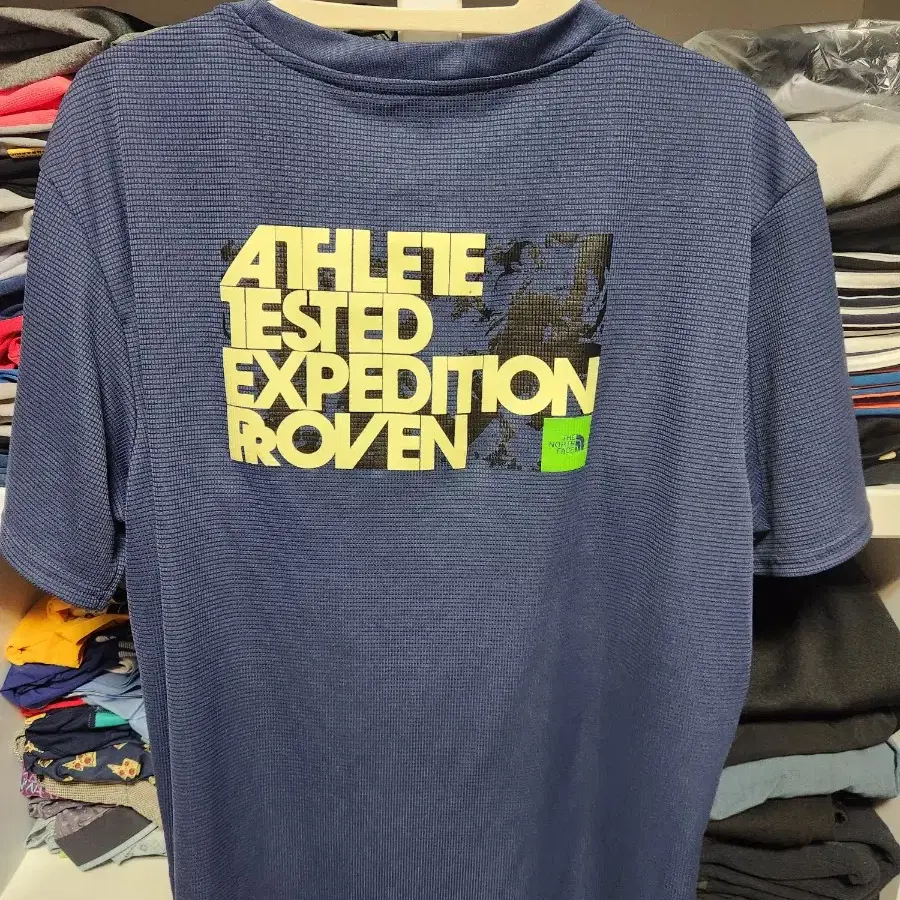 ATHLETE
TESTED
EXPEDITION
PROVEN
THE
NORTH
FACE